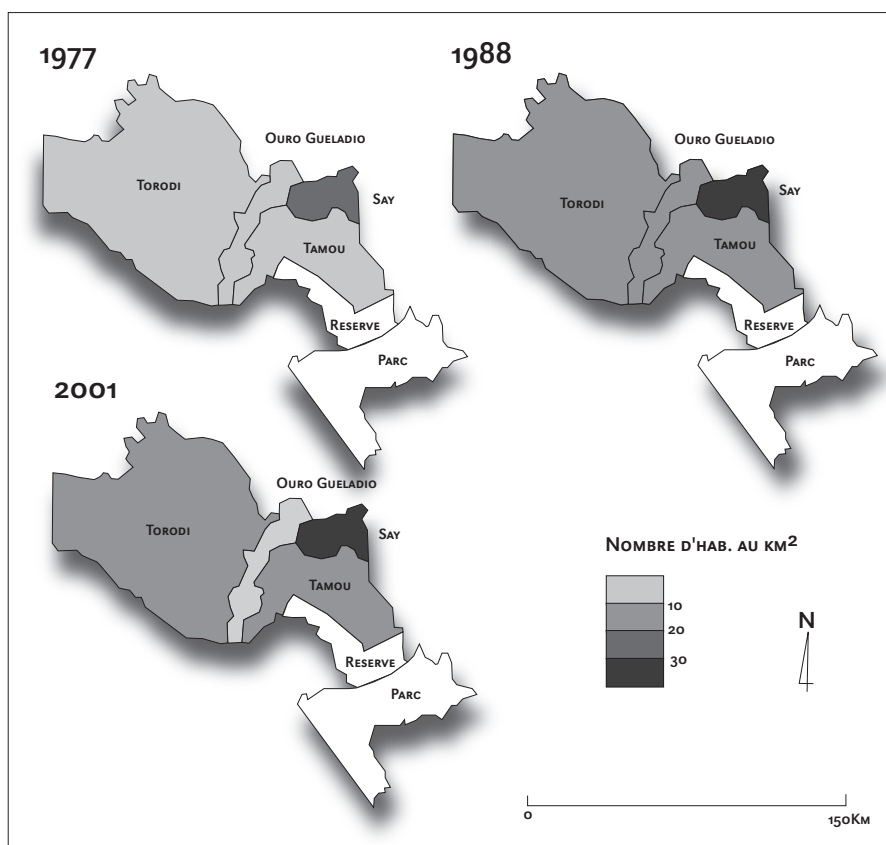 1977
Ouro Gueladio
Torodi
Say
Tamou
Reserve
Parc
1988
Ouro Gueladio
Torodi
Say
Tamou
Reserve
Parc
2001
Ouro Gueladio
Torodi
Say
Tamou
Reserve
Parc
Nombre d'hab. au km²
10
20
30
N
0 150Km